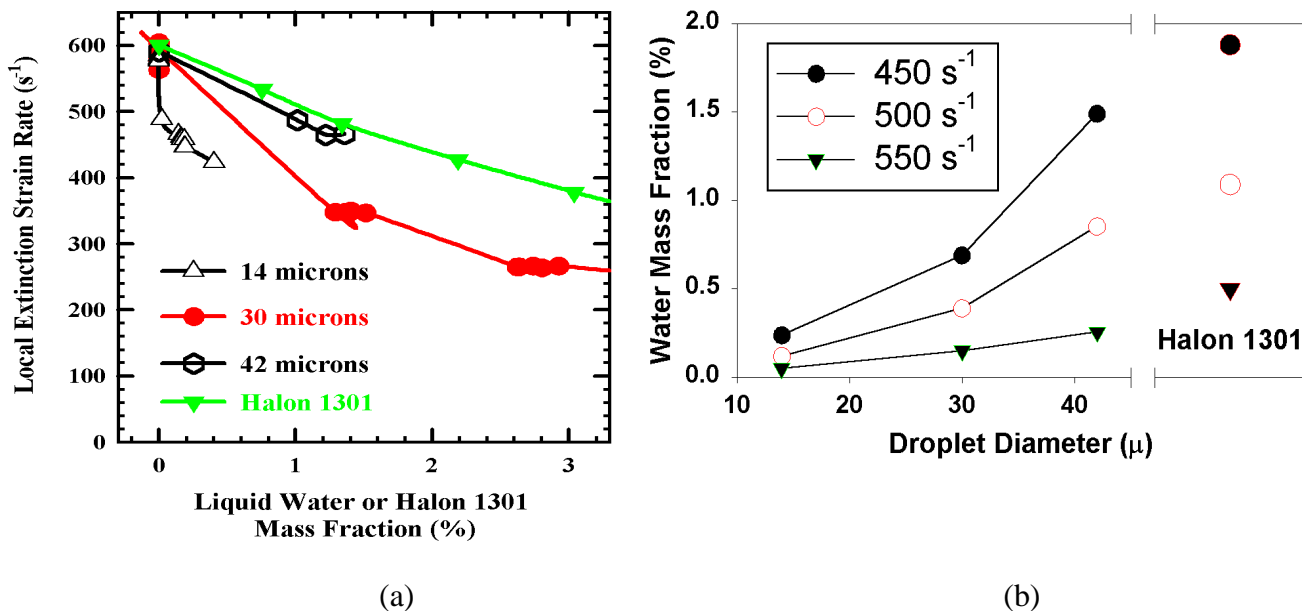 Local Extinction Strain Rate (s⁻¹)
600
500
400
300
200
100
0
14 microns
30 microns
42 microns
Halon 1301
0
1
2
3
Liquid Water or Halon 1301
Mass Fraction (%)
(a)
Water Mass Fraction (%)
2.0
1.5
1.0
0.5
0.0
450 s⁻¹
500 s⁻¹
550 s⁻¹
Halon 1301
10
20
30
40
Droplet Diameter (μ)
(b)